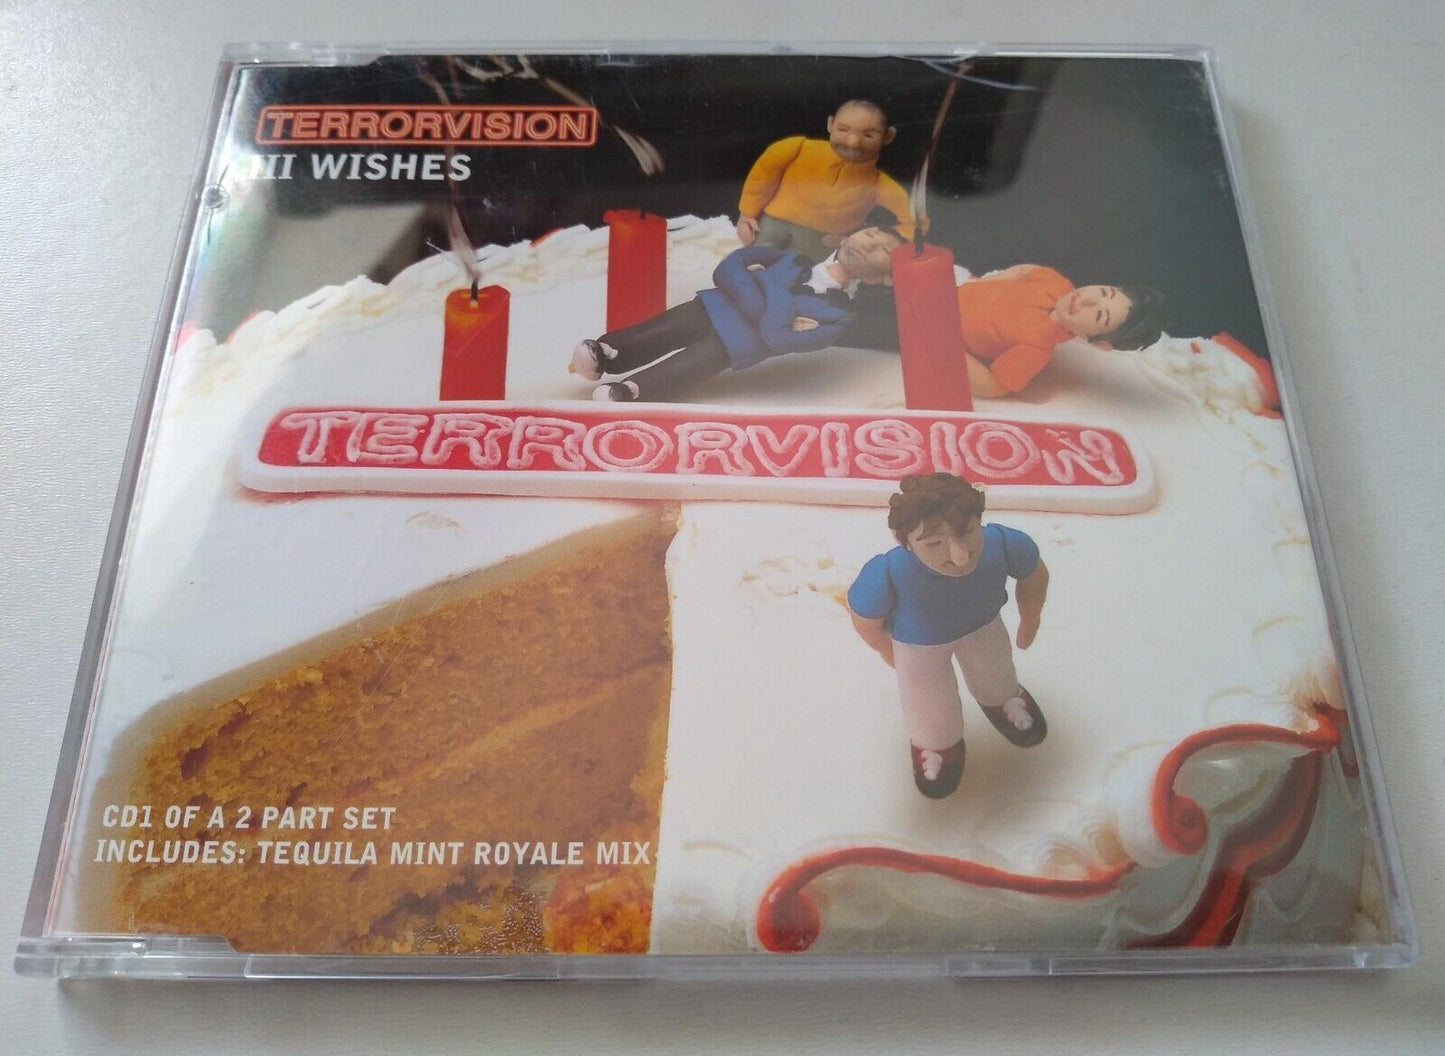 TERRORVISION
III WISHES
TERRORVISION
CD1 OF A 2 PART SET
INCLUDES: TEQUILA MINT ROYALE MIX